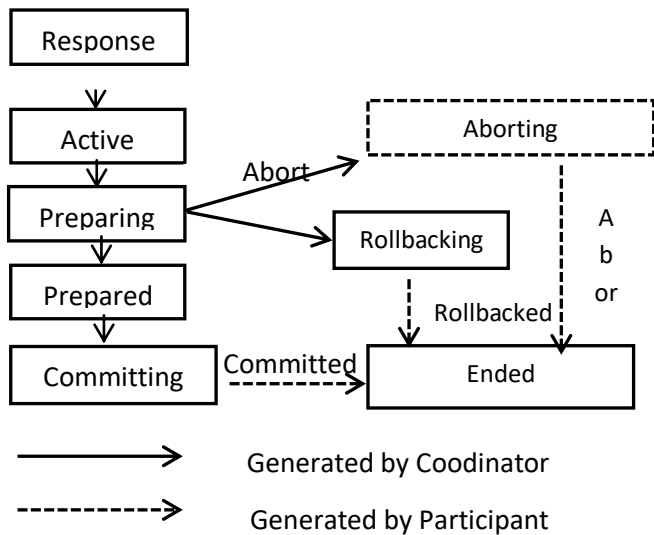 Response
Active
Aborting
Abort
Preparing
Rollbacking
A
b
or
Prepared
Rollbacked
Committing
Committed
Ended
Generated by Coodinator
Generated by Participant